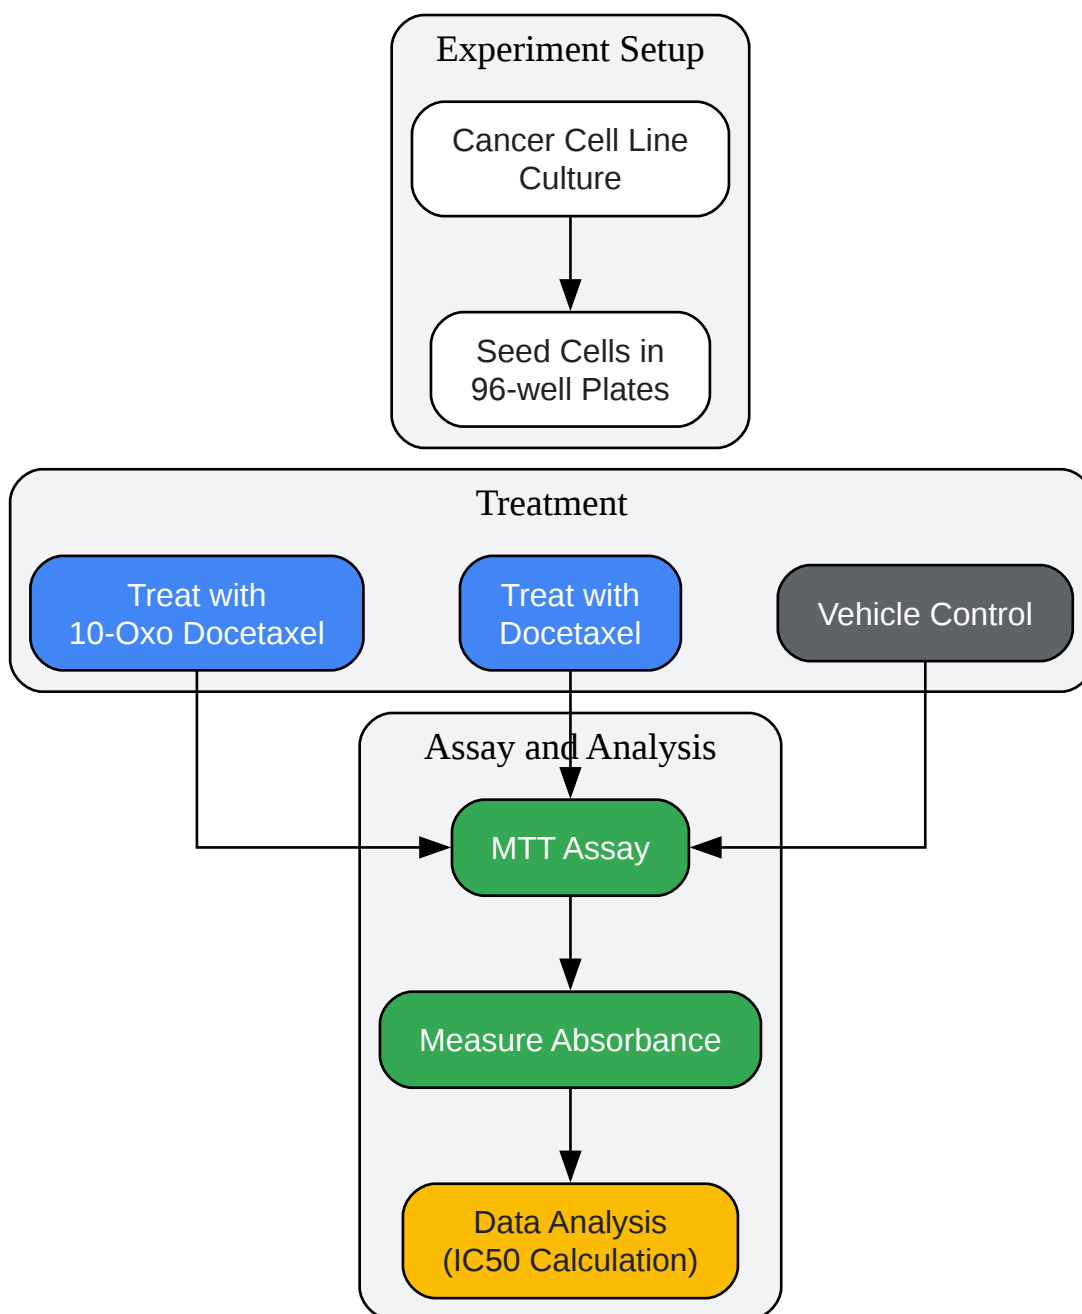 Experiment Setup
Cancer Cell Line
Culture
Seed Cells in
96-well Plates
Treatment
Treat with
10-Oxo Docetaxel
Treat with
Docetaxel
Vehicle Control
Assay and Analysis
MTT Assay
Measure Absorbance
Data Analysis
(IC50 Calculation)